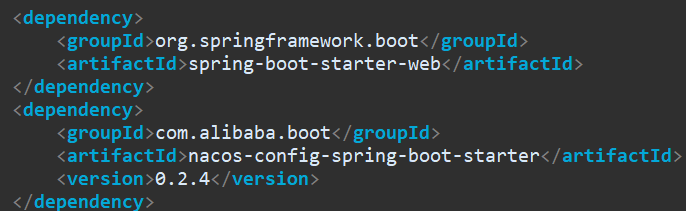 <dependency>
    <groupId>org.springframework.boot</groupId>
    <artifactId>spring-boot-starter-web</artifactId>
</dependency>
<dependency>
    <groupId>com.alibaba.boot</groupId>
    <artifactId>nacos-config-spring-boot-starter</artifactId>
    <version>0.2.4</version>
</dependency>